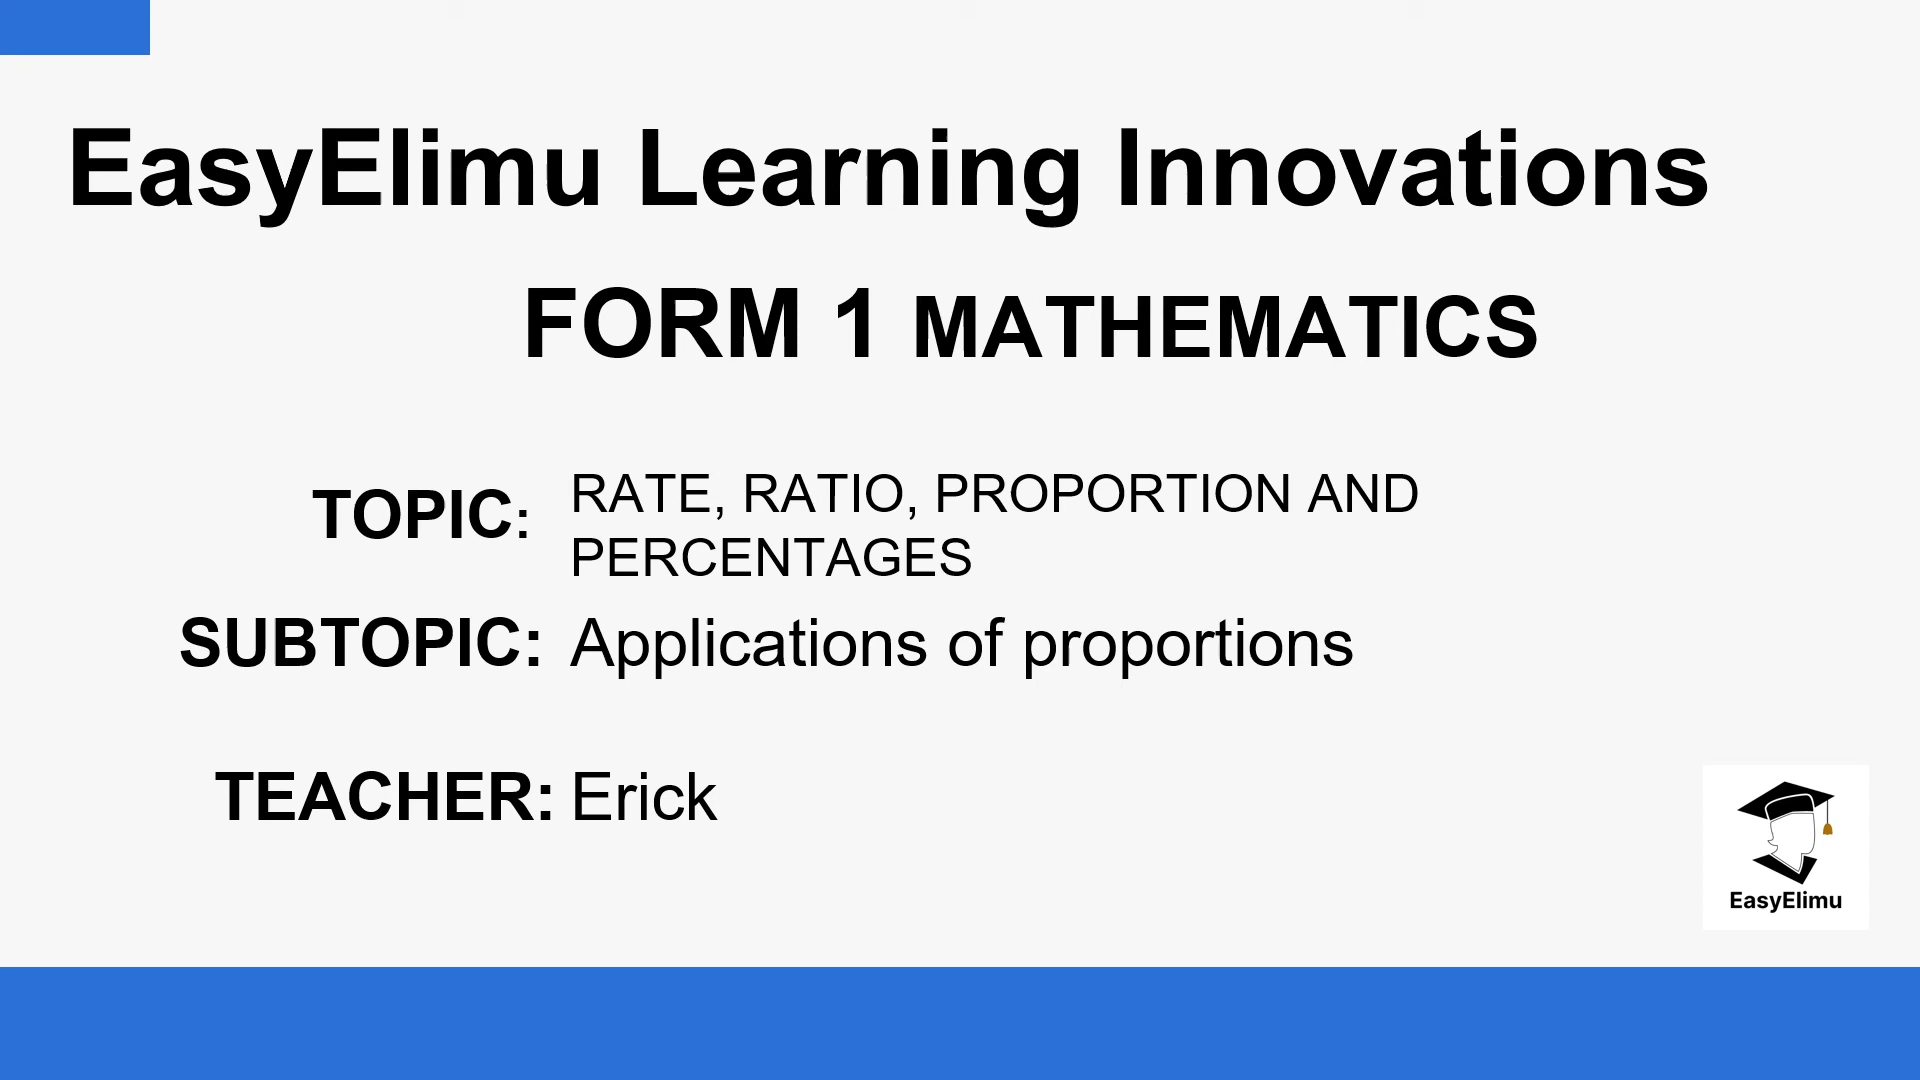 EasyElimu Learning Innovations
FORM 1 MATHEMATICS
TOPIC: RATE, RATIO, PROPORTION AND
PERCENTAGES
SUBTOPIC: Applications of proportions
TEACHER: Erick
EasyElimu